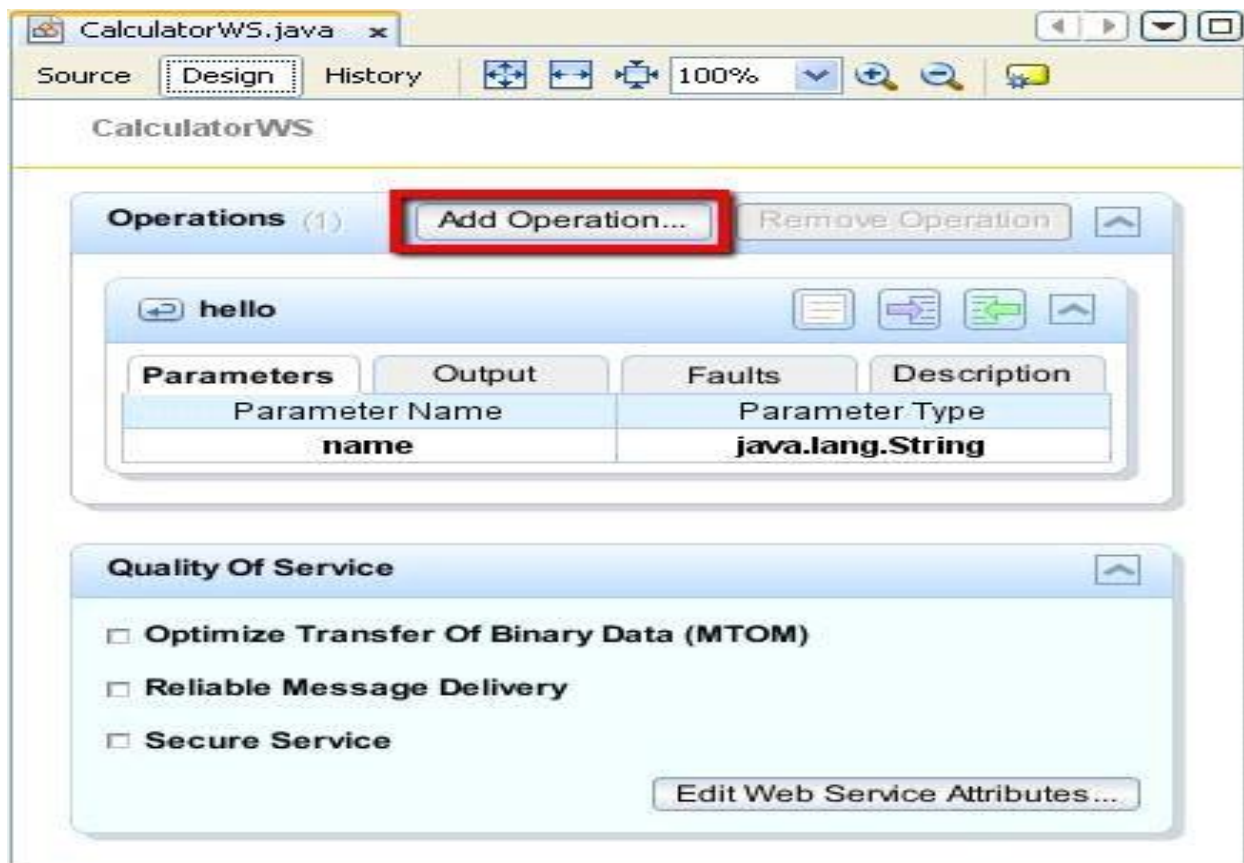 CalculatorWS.java
Source Design History 100%
CalculatorWS
Operations (1) Add Operation... Remove Operation
hello
Parameters Output Faults Description
Parameter Name Parameter Type
name java.lang.String
Quality Of Service
Optimize Transfer Of Binary Data (MTOM)
Reliable Message Delivery
Secure Service
Edit Web Service Attributes...